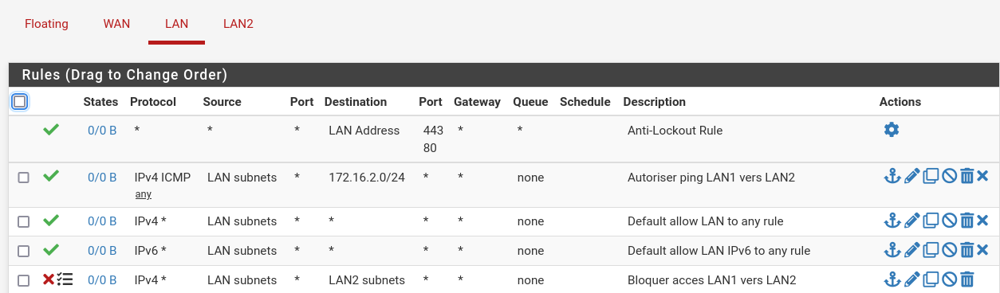 Floating WAN LAN LAN2
Rules (Drag to Change Order)
States Protocol Source Port Destination Port Gateway Queue Schedule Description Actions
0/0 B * * * LAN Address 443 * * Anti-Lockout Rule
80
0/0 B IPv4 ICMP LAN subnets * 172.16.2.0/24 * * none Autoriser ping LAN1 vers LAN2
any
0/0 B IPv4 * LAN subnets * * * * none Default allow LAN to any rule
0/0 B IPv6 * LAN subnets * * * * none Default allow LAN IPv6 to any rule
0/0 B IPv4 * LAN subnets * LAN2 subnets * * none Bloquer acces LAN1 vers LAN2